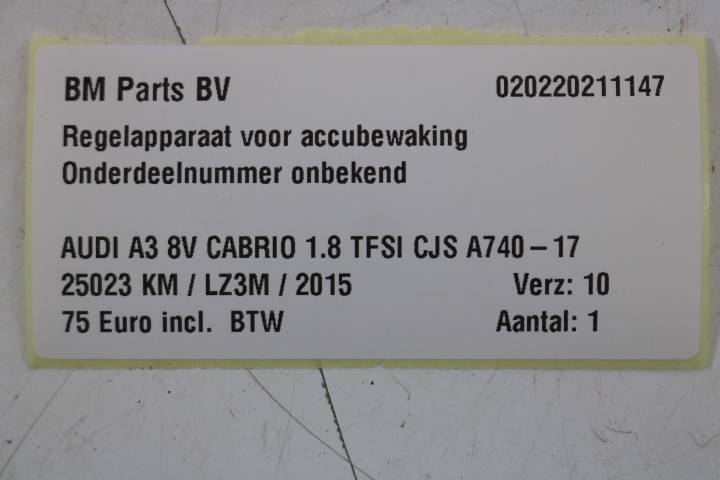 BM Parts BV 020220211147
Regelapparaat voor accubewaking
Onderdeelnummer onbekend
AUDI A3 8V CABRIO 1.8 TFSI CJS A740 – 17
25023 KM / LZ3M / 2015 Verz: 10
75 Euro incl. BTW Aantal: 1